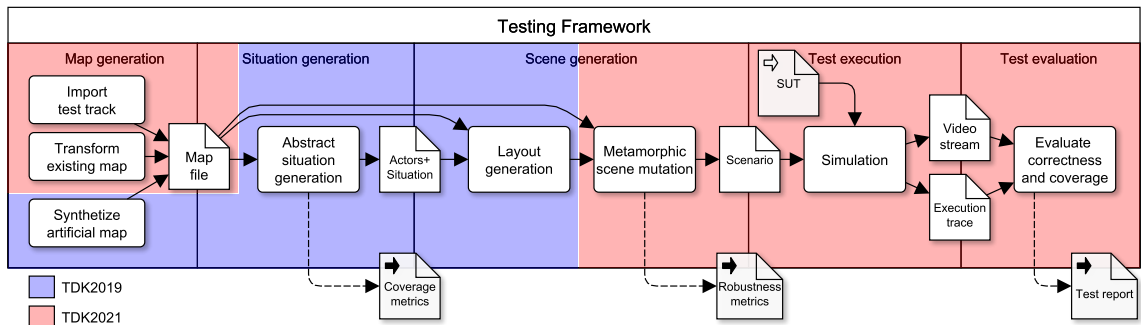 Testing Framework
Map generation
Situation generation
Scene generation
Test execution
Test evaluation
Import
test track
Transform
existing map
Synthetize
artificial map
Map
file
Abstract
situation
generation
Actors+
Situation
Layout
generation
Metamorphic
scene mutation
Scenario
SUT
Simulation
Video
stream
Execution
trace
Evaluate
correctness
and coverage
Coverage
metrics
Robustness
metrics
Test report
TDK2019
TDK2021